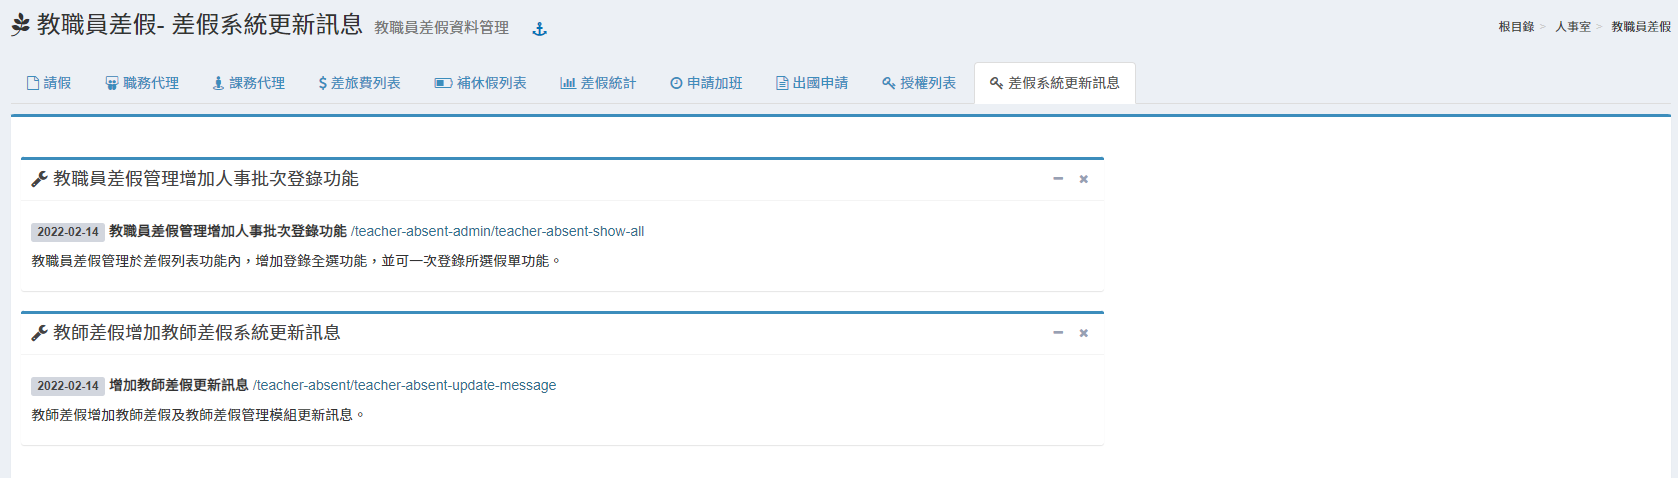 教職員差假- 差假系統更新訊息 教職員差假資料管理
根目錄 > 人事室 > 教職員差假
請假 職務代理 課務代理 差旅費列表 補休假列表 差假統計 申請加班 出國申請 授權列表 差假系統更新訊息
教職員差假管理增加人事批次登錄功能
2022-02-14 教職員差假管理增加人事批次登錄功能 /teacher-absent-admin/teacher-absent-show-all
教職員差假管理於差假列表功能內，增加登錄全選功能，並可一次登錄所選假單功能。
教師差假增加教師差假系統更新訊息
2022-02-14 增加教師差假更新訊息 /teacher-absent/teacher-absent-update-message
教師差假增加教師差假及教師差假管理模組更新訊息。